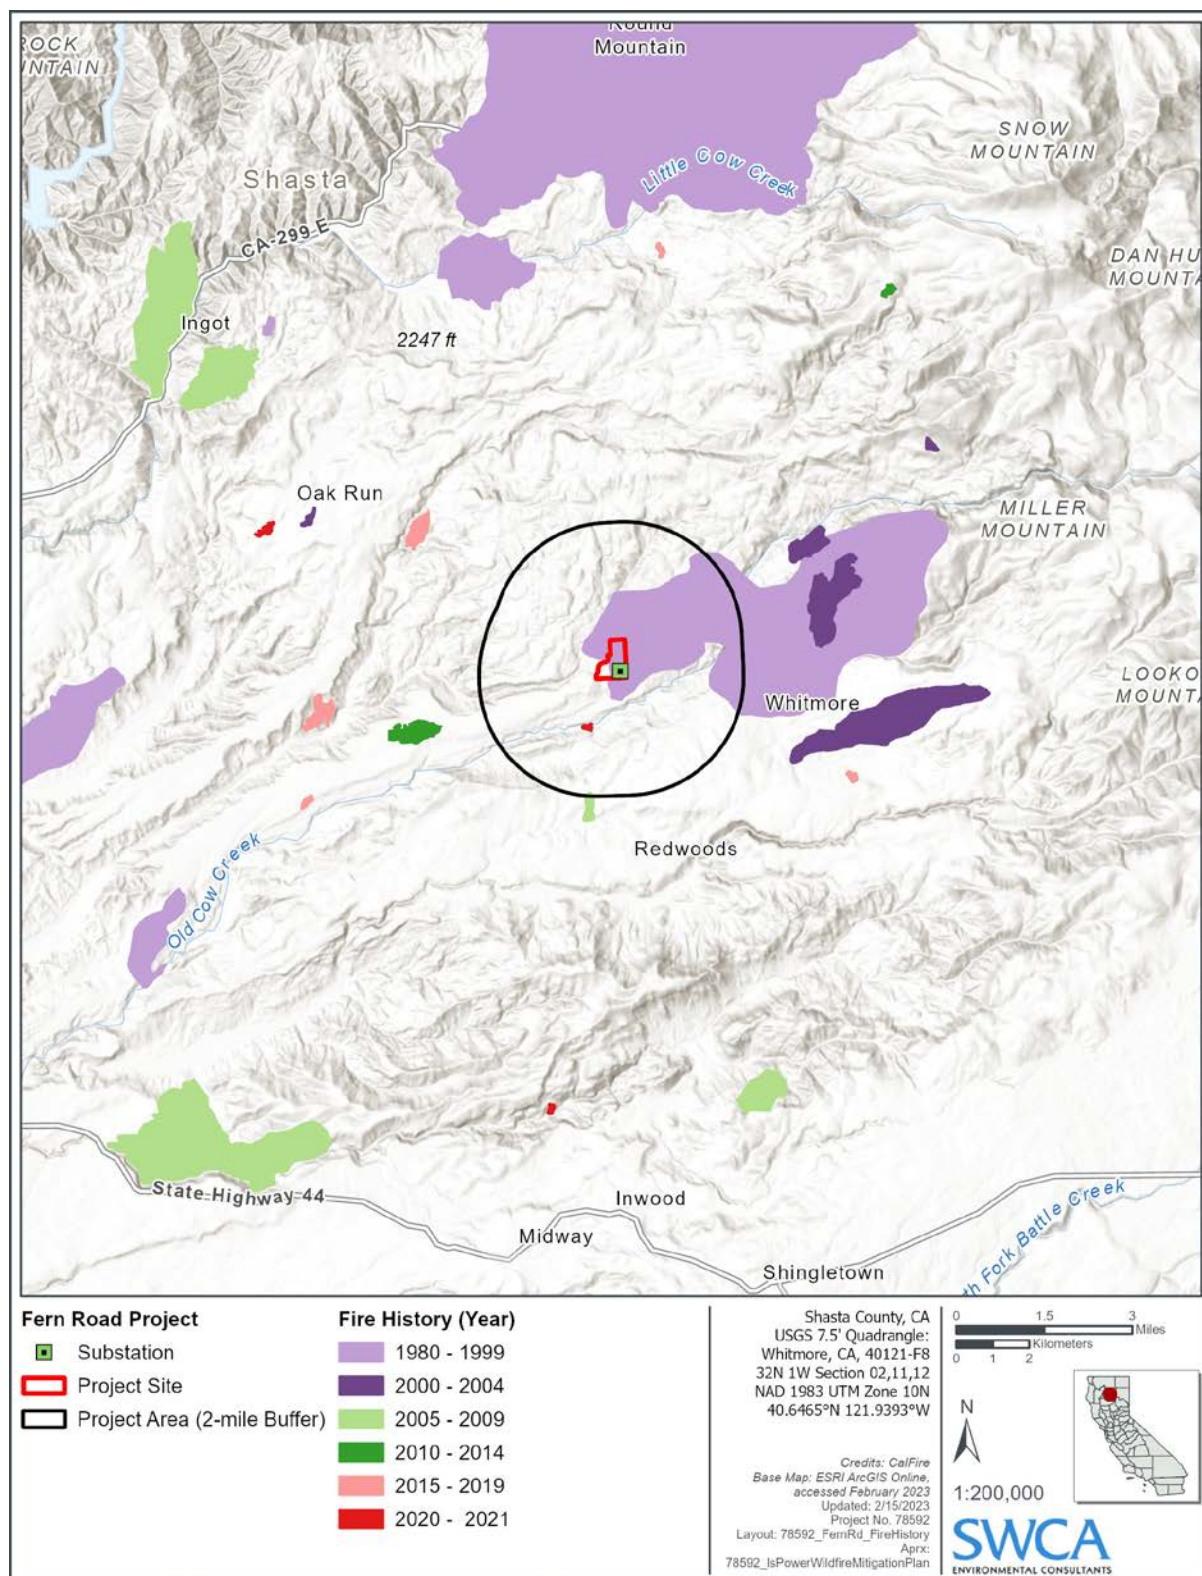 Round
Mountain
ROCK
MOUNTAIN
SNOW
MOUNTAIN
Little Cow Creek
Shasta
CA-299 E
DAN HU
MOUNTA
Ingot
2247 ft
Oak Run
MILLER
MOUNTAIN
LOOKO
MOUNTA
Whitmore
Redwoods
Old Cow Creek
State Highway 44
Inwood
Midway
th Fork Battle Creek
Shingletown
Fern Road Project
Substation
Project Site
Project Area (2-mile Buffer)
Fire History (Year)
1980 - 1999
2000 - 2004
2005 - 2009
2010 - 2014
2015 - 2019
2020 - 2021
Shasta County, CA
USGS 7.5' Quadrangle:
Whitmore, CA, 40121-F8
32N 1W Section 02,11,12
NAD 1983 UTM Zone 10N
40.6465°N 121.9393°W
Credits: CalFire
Base Map: ESRI ArcGIS Online,
accessed February 2023
Updated: 2/15/2023
Project No. 78592
Layout: 78592_FernRd_FireHistory
Aprx:
78592_IsPowerWildfireMitigationPlan
0 1.5 3
Miles
Kilometers
0 1 2
N
1:200,000
SWCA
ENVIRONMENTAL CONSULTANTS